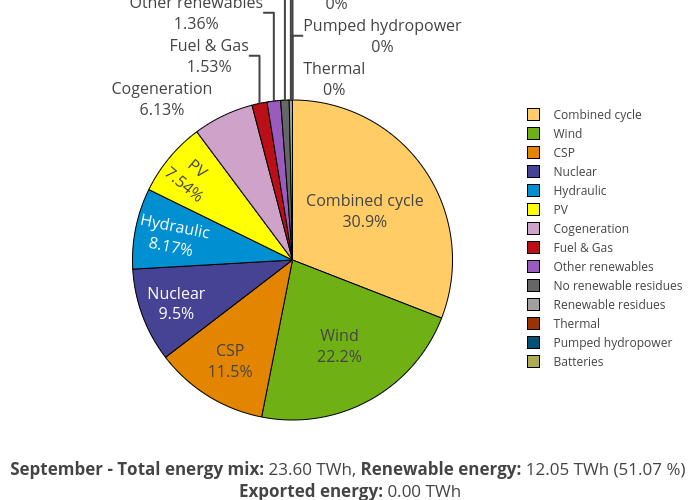 Other renewables
1.36%
0%
Pumped hydropower
0%
Fuel & Gas
1.53%
Thermal
0%
Cogeneration
6.13%
Combined cycle
30.9%
PV
7.54%
Hydraulic
8.17%
Nuclear
9.5%
CSP
11.5%
Wind
22.2%
Combined cycle
Wind
CSP
Nuclear
Hydraulic
PV
Cogeneration
Fuel & Gas
Other renewables
No renewable residues
Renewable residues
Thermal
Pumped hydropower
Batteries
September - Total energy mix: 23.60 TWh, Renewable energy: 12.05 TWh (51.07 %)
Exported energy: 0.00 TWh